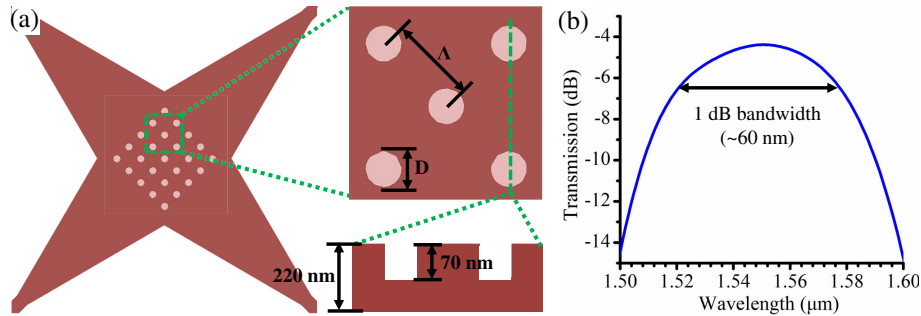 (a)
Λ
D
220 nm
70 nm
(b)
Transmission (dB)
-4
-6
-8
-10
-12
-14
1 dB bandwidth
(~60 nm)
1.50
1.52
1.54
1.56
1.58
1.60
Wavelength (μm)